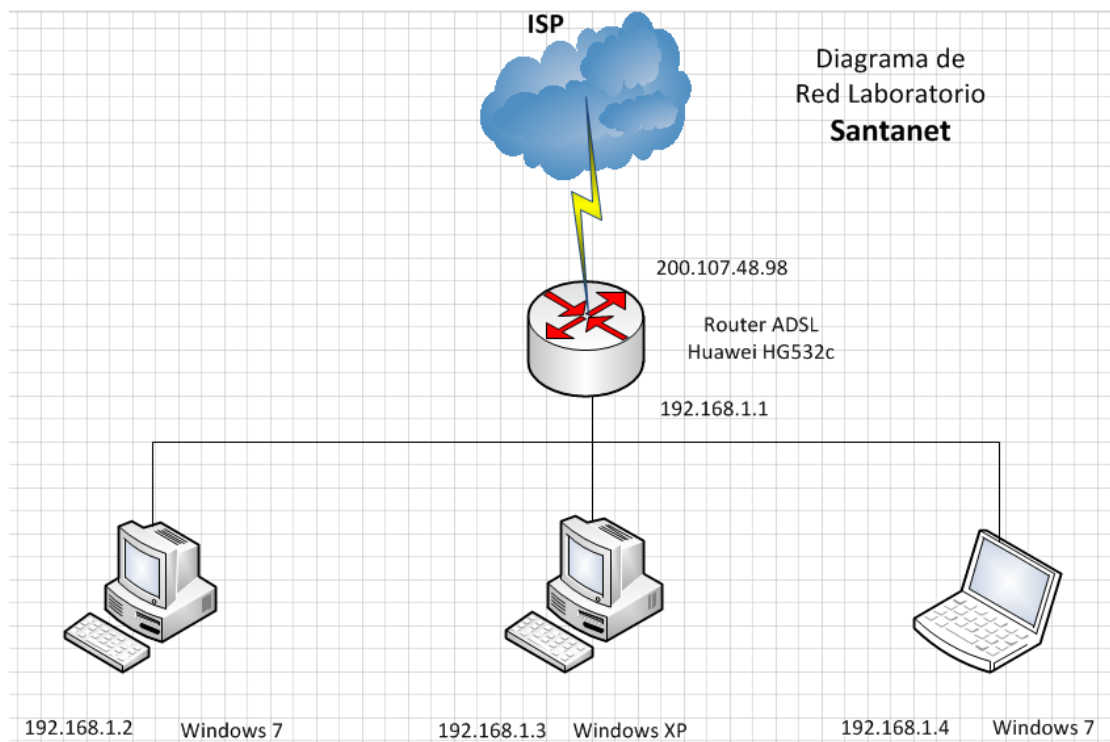 ISP
Diagrama de
Red Laboratorio
Santanet
200.107.48.98
Router ADSL
Huawei HG532c
192.168.1.1
192.168.1.2 Windows 7
192.168.1.3 Windows XP
192.168.1.4 Windows 7